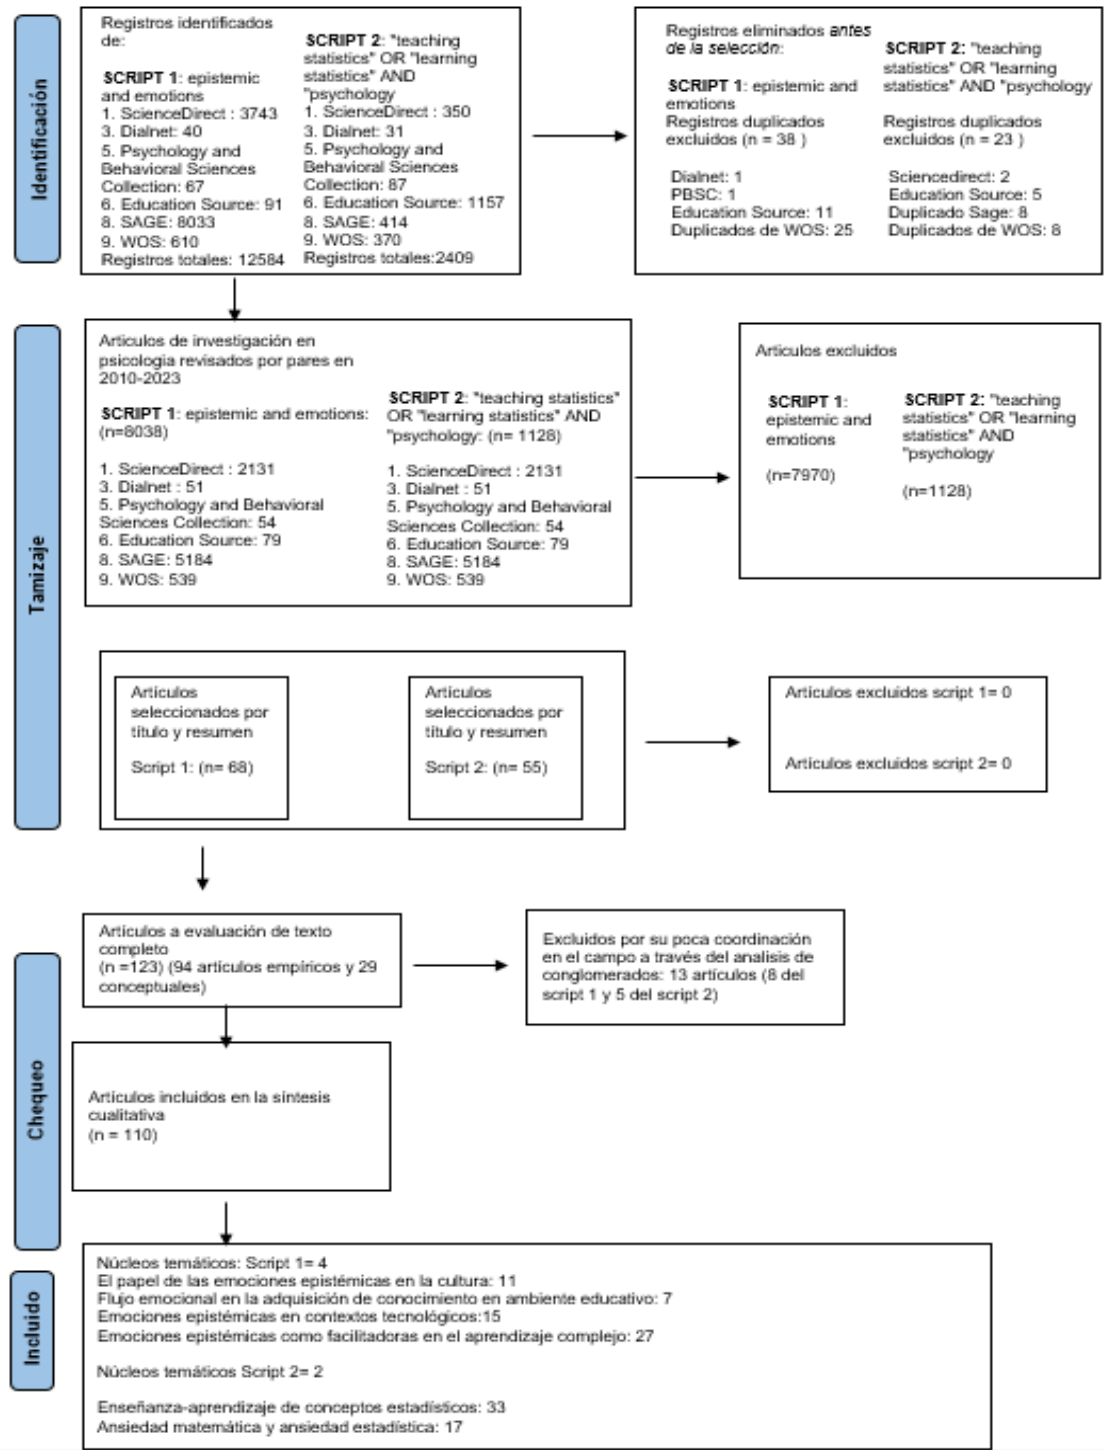 Identificación
Registros identificados
de:
SCRIPT 1: epistemic
and emotions
1. ScienceDirect : 3743
3. Dialnet: 40
5. Psychology and
Behavioral Sciences
Collection: 67
6. Education Source: 91
8. SAGE: 8033
9. WOS: 610
Registros totales: 12584
SCRIPT 2: "teaching
statistics" OR "learning
statistics" AND
"psychology
1. ScienceDirect : 350
3. Dialnet: 31
5. Psychology and
Behavioral Sciences
Collection: 87
6. Education Source: 1157
8. SAGE: 414
9. WOS: 370
Registros totales:2409
Registros eliminados antes
de la selección:
SCRIPT 1: epistemic and
emotions
Registros duplicados
excluidos (n = 38 )
Dialnet: 1
PBSC: 1
Education Source: 11
Duplicados de WOS: 25
SCRIPT 2: "teaching
statistics" OR "learning
statistics" AND "psychology
Registros duplicados
excluidos (n = 23 )
Sciencedirect: 2
Education Source: 5
Duplicado Sage: 8
Duplicados de WOS: 8
Tamizaje
Articulos de investigación en
psicologia revisados por pares en
2010-2023
SCRIPT 1: epistemic and emotions:
(n=8038)
1. ScienceDirect : 2131
3. Dialnet : 51
5. Psychology and Behavioral
Sciences Collection: 54
6. Education Source: 79
8. SAGE: 5184
9. WOS: 539
SCRIPT 2: "teaching statistics"
OR "learning statistics" AND
"psychology: (n= 1128)
1. ScienceDirect : 2131
3. Dialnet : 51
5. Psychology and Behavioral
Sciences Collection: 54
6. Education Source: 79
8. SAGE: 5184
9. WOS: 539
Articulos excluidos
SCRIPT 1:
epistemic and
emotions
(n=7970)
SCRIPT 2: "teaching
statistics" OR "learning
statistics" AND
"psychology
(n=1128)
Artículos
seleccionados por
título y resumen
Script 1: (n= 68)
Artículos
seleccionados por
título y resumen
Script 2: (n= 55)
Artículos excluidos script 1= 0
Artículos excluidos script 2= 0
Chequeo
Artículos a evaluación de texto
completo
(n =123) (94 artículos empíricos y 29
conceptuales)
Excluidos por su poca coordinación
en el campo a través del analisis de
conglomerados: 13 artículos (8 del
script 1 y 5 del script 2)
Artículos incluidos en la síntesis
cualitativa
(n = 110)
Incluido
Núcleos temáticos: Script 1= 4
El papel de las emociones epistémicas en la cultura: 11
Flujo emocional en la adquisición de conocimiento en ambiente educativo: 7
Emociones epistémicas en contextos tecnológicos:15
Emociones epistémicas como facilitadoras en el aprendizaje complejo: 27
Núcleos temáticos Script 2= 2
Enseñanza-aprendizaje de conceptos estadísticos: 33
Ansiedad matemática y ansiedad estadística: 17